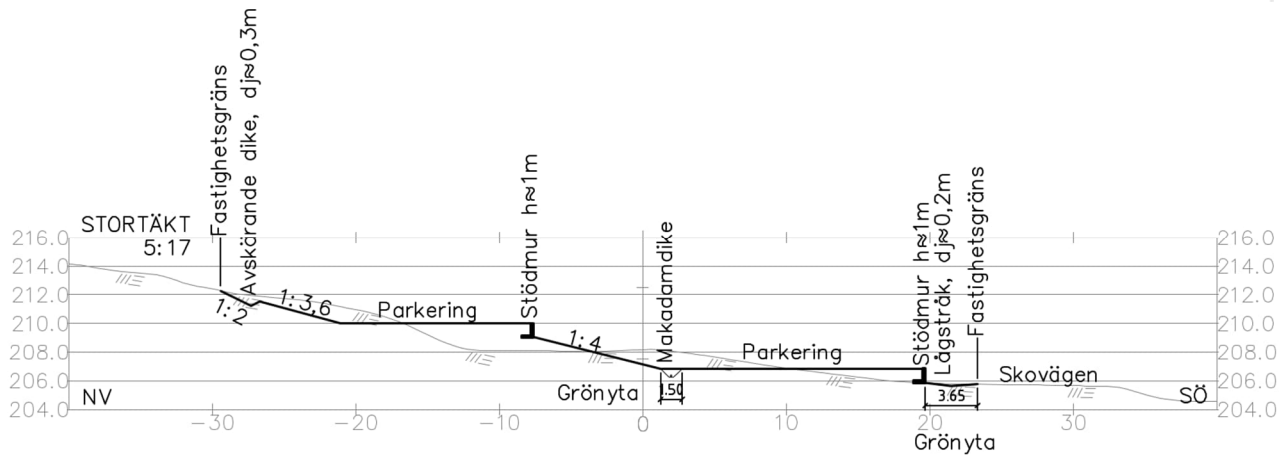 Fastighetsgräns
Avskärande dike, dj≈0,3m
Stödmur h≈1m
Makadamdike
Stödmur h≈1m
Lågstråk, dj≈0,2m
Fastighetsgräns
STORTÄKT
5:17
216.0
214.0
212.0
210.0
208.0
206.0
204.0
216.0
214.0
212.0
210.0
208.0
206.0
204.0
1:2
1:3,6
Parkering
1:4
Parkering
Skovägen
NV
Grönyta
1.50
3.65
SÖ
-30
-20
-10
0
10
20
30
Grönyta